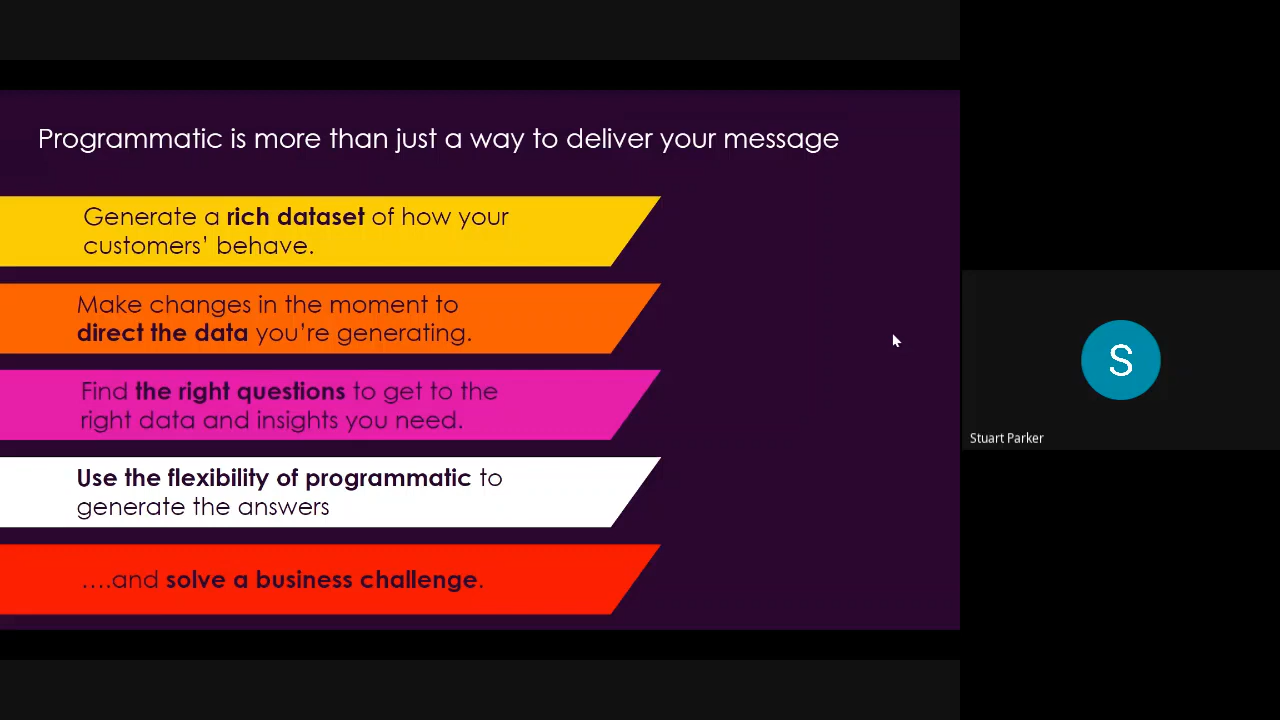 Programmatic is more than just a way to deliver your message
Generate a rich dataset of how your
customers’ behave.
Make changes in the moment to
direct the data you’re generating.
Find the right questions to get to the
right data and insights you need.
Use the flexibility of programmatic to
generate the answers
….and solve a business challenge.
S
Stuart Parker